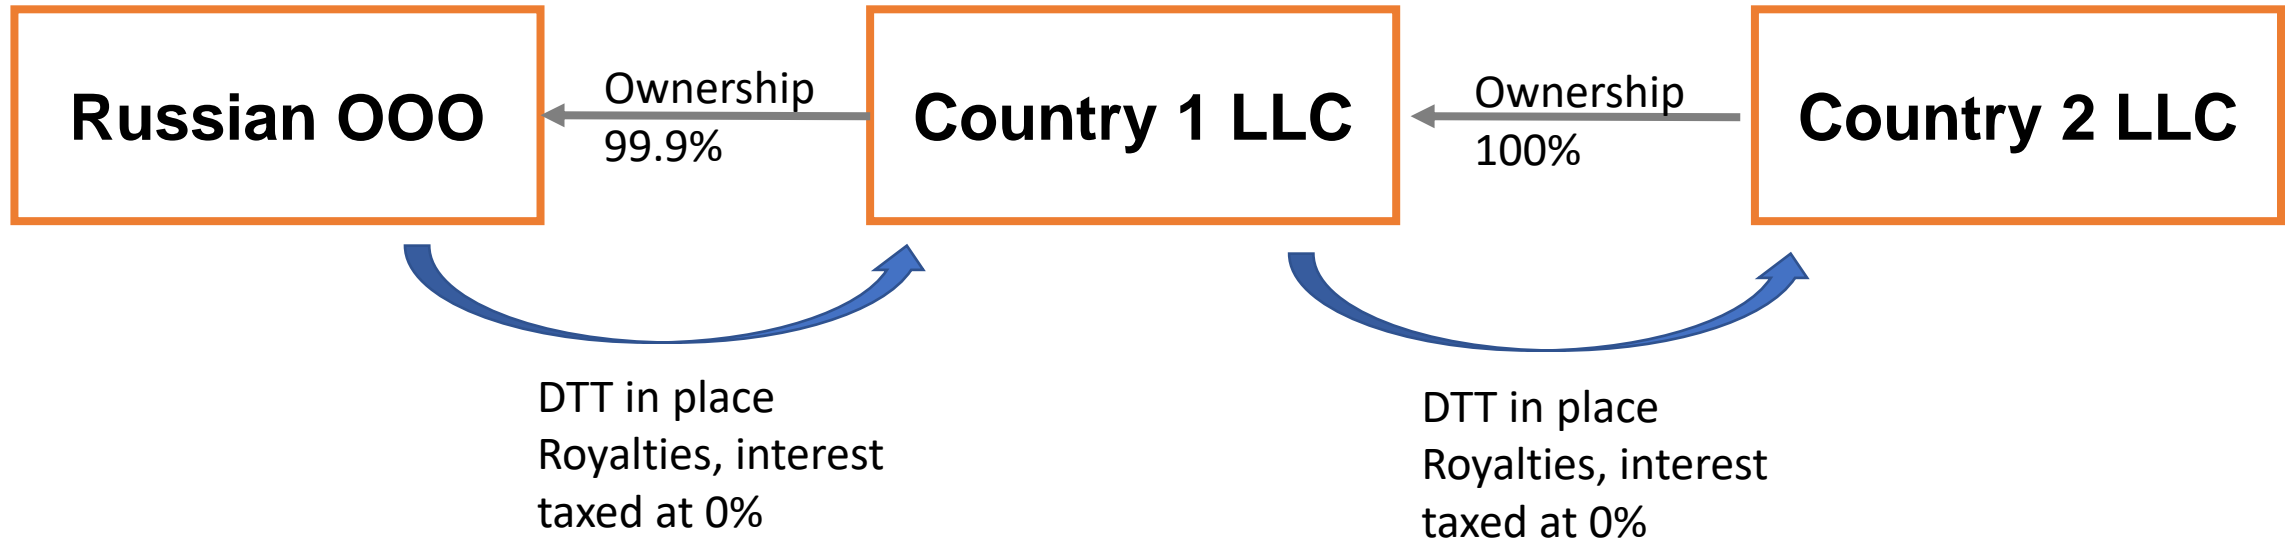 Russian OOO
Ownership
99.9%
Country 1 LLC
Ownership
100%
Country 2 LLC
DTT in place
Royalties, interest
taxed at 0%
DTT in place
Royalties, interest
taxed at 0%